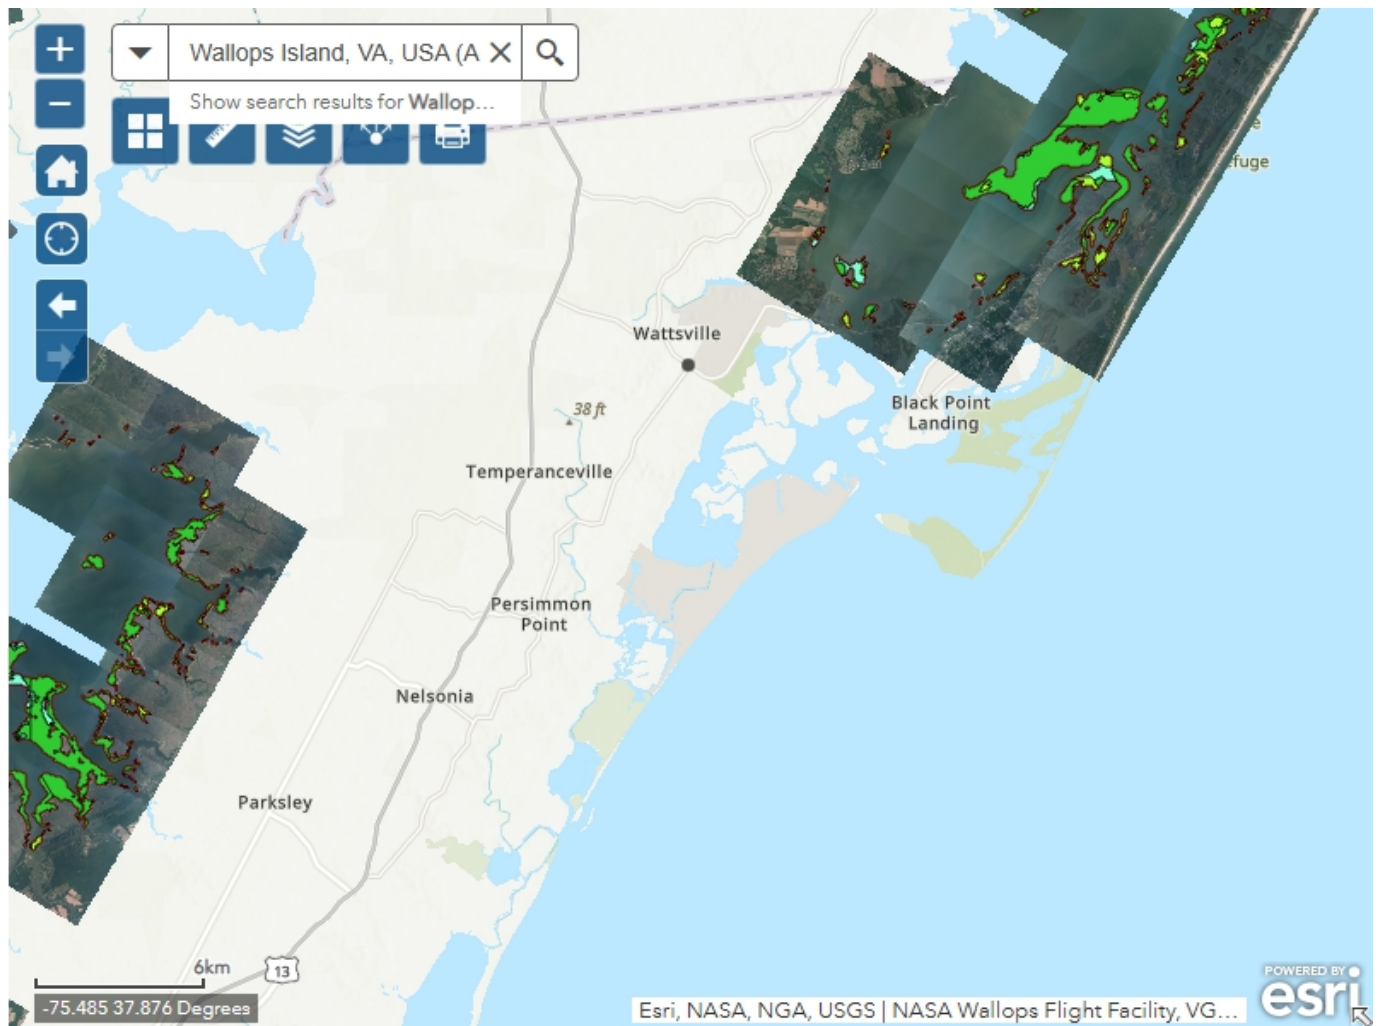 Wallops Island, VA, USA (A
Show search results for Wallop...
fuge
Wattsville
38 ft
Black Point
Landing
Temperanceville
Persimmon
Point
Nelsonia
Parksley
6km
13
-75.485 37.876 Degrees
Esri, NASA, NGA, USGS | NASA Wallops Flight Facility, VG...
POWERED BY
esri